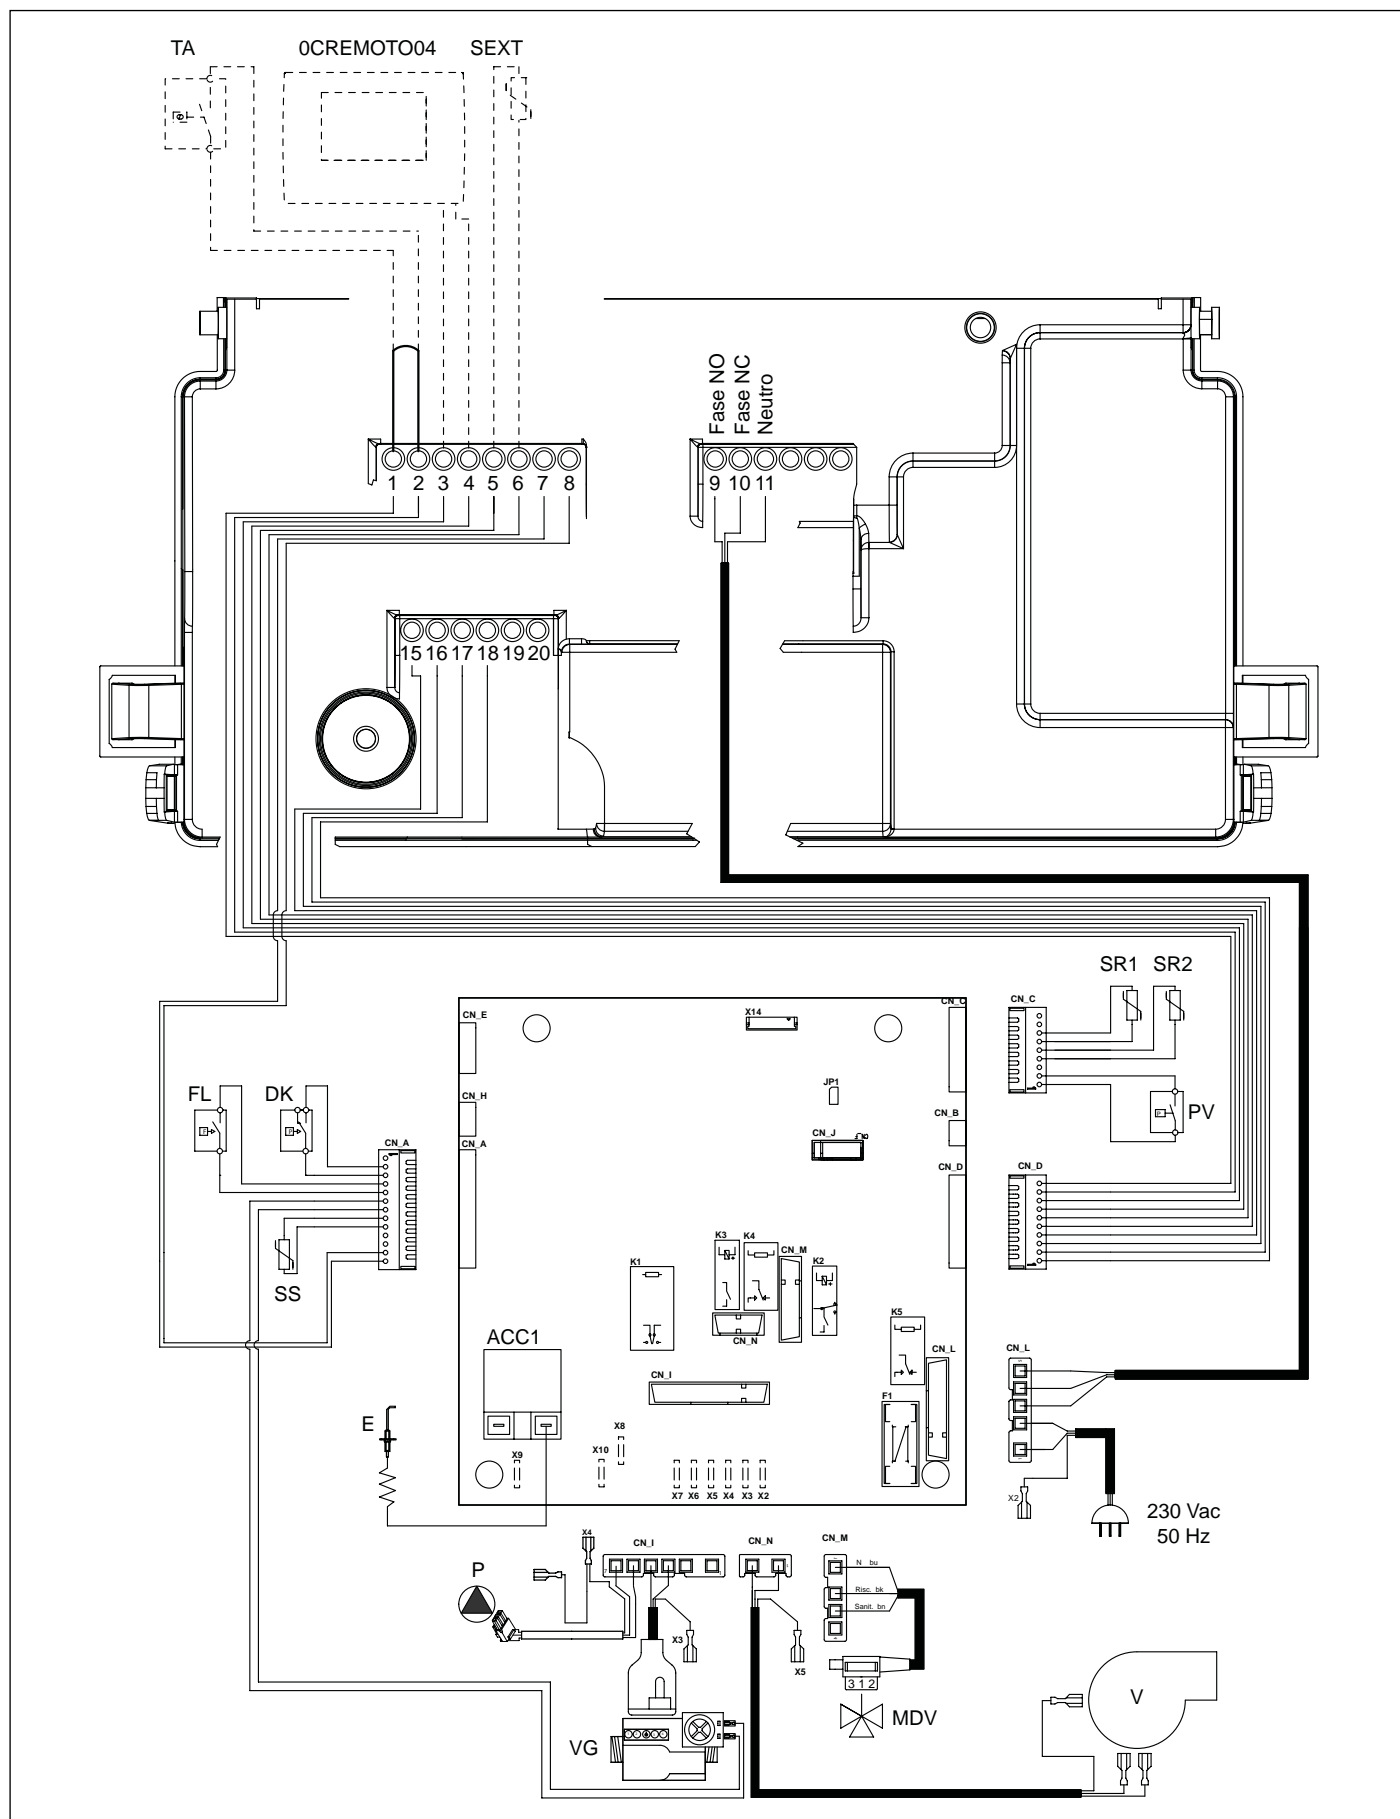 TA 0CREMOTO04 SEXT
Fase NO
Fase NC
Neutro
1 2 3 4 5 6 7 8
9 10 11
15 16 17 18 19 20
SR1 SR2
CN_E
X14
CN_C
CN_C
JP1
FL DK
CN_H
CN_B
PV
CN_A
CN_A
CN_J
CN_D
CN_D
SS
K3 K4
CN_M
K2
K1
CN_N
K5
ACC1
CN_L
CN_L
CN_I
F1
E
X8
X9
X10
X7 X6 X5 X4 X3 X2
X2
230 Vac
50 Hz
X4
CN_I
CN_N
CN_M
P
N bu
Risc. bk
Sanit. bn
X3
X5
3 1 2
MDV
V
VG